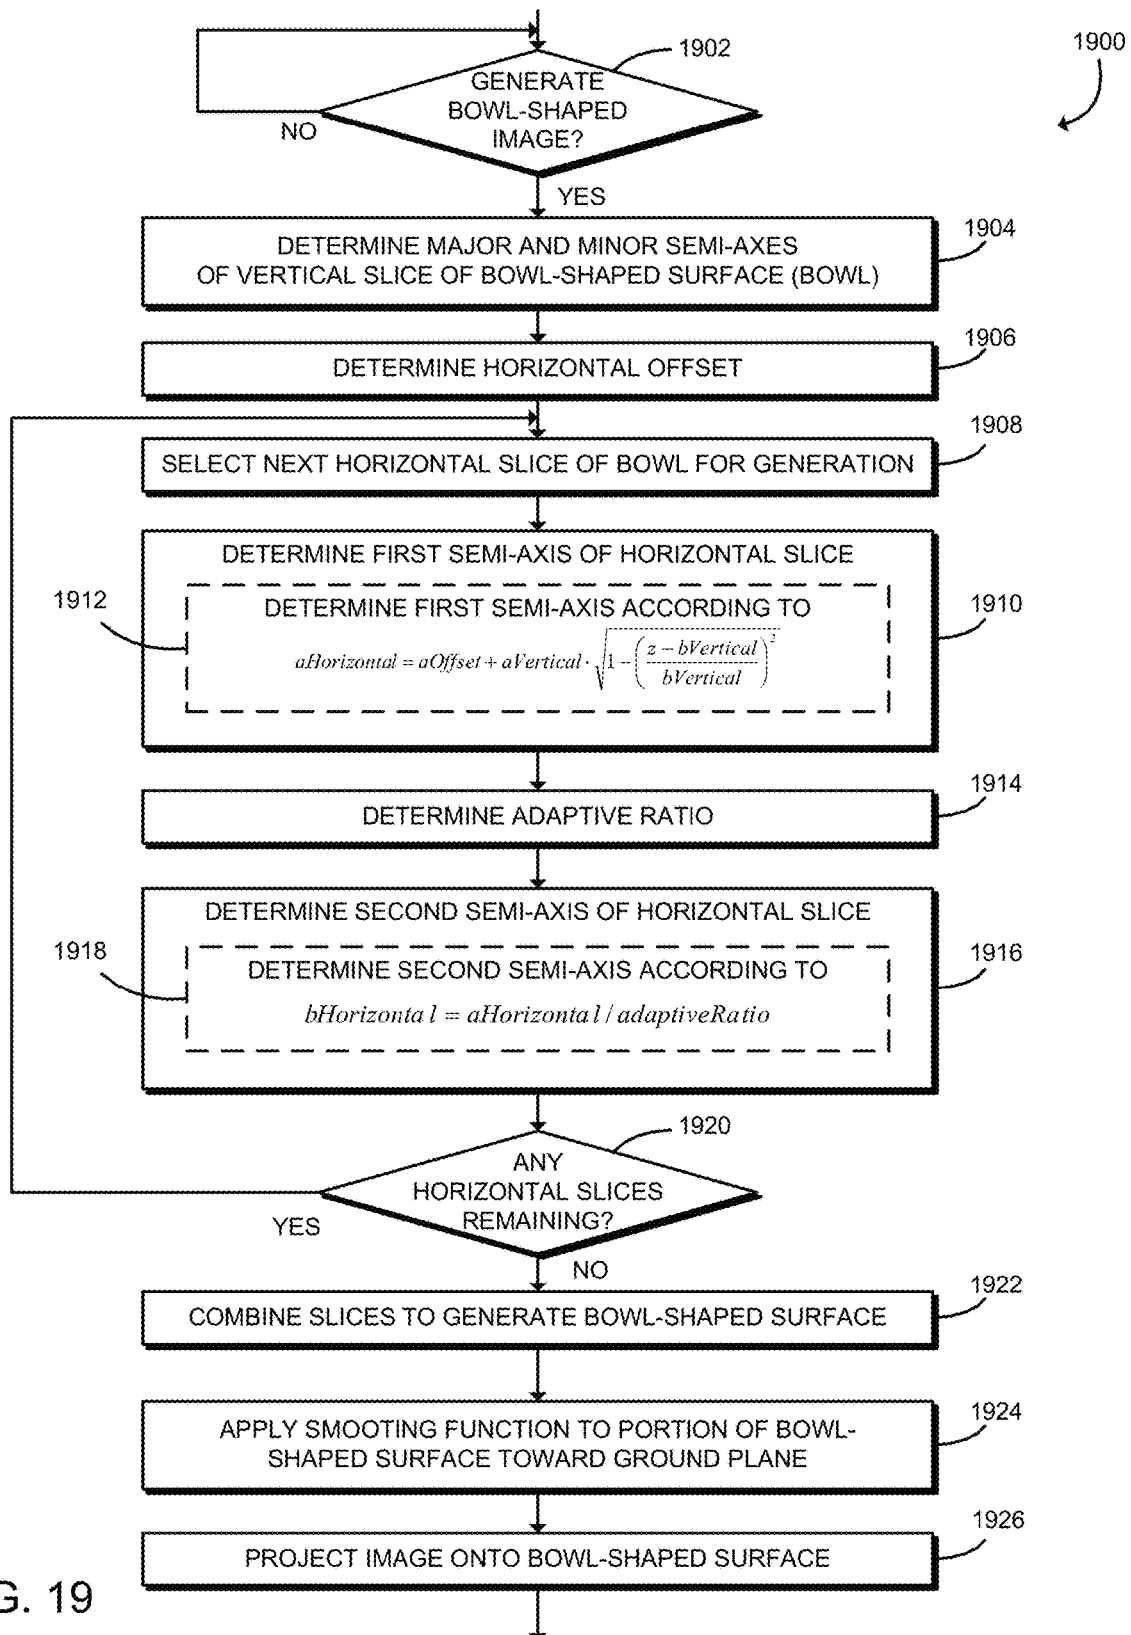 1900
1902
GENERATE
BOWL-SHAPED
IMAGE?
NO
YES
1904
DETERMINE MAJOR AND MINOR SEMI-AXES
OF VERTICAL SLICE OF BOWL-SHAPED SURFACE (BOWL)
1906
DETERMINE HORIZONTAL OFFSET
1908
SELECT NEXT HORIZONTAL SLICE OF BOWL FOR GENERATION
1910
DETERMINE FIRST SEMI-AXIS OF HORIZONTAL SLICE
1912
DETERMINE FIRST SEMI-AXIS ACCORDING TO
aHorizontal = aOffset + aVertical · √(1 − ((z − bVertical) / bVertical)²)
1914
DETERMINE ADAPTIVE RATIO
1916
DETERMINE SECOND SEMI-AXIS OF HORIZONTAL SLICE
1918
DETERMINE SECOND SEMI-AXIS ACCORDING TO
bHorizonta l = aHorizonta l / adaptiveRatio
1920
ANY
HORIZONTAL SLICES
REMAINING?
YES
NO
1922
COMBINE SLICES TO GENERATE BOWL-SHAPED SURFACE
1924
APPLY SMOOTING FUNCTION TO PORTION OF BOWL-
SHAPED SURFACE TOWARD GROUND PLANE
1926
PROJECT IMAGE ONTO BOWL-SHAPED SURFACE
G. 19